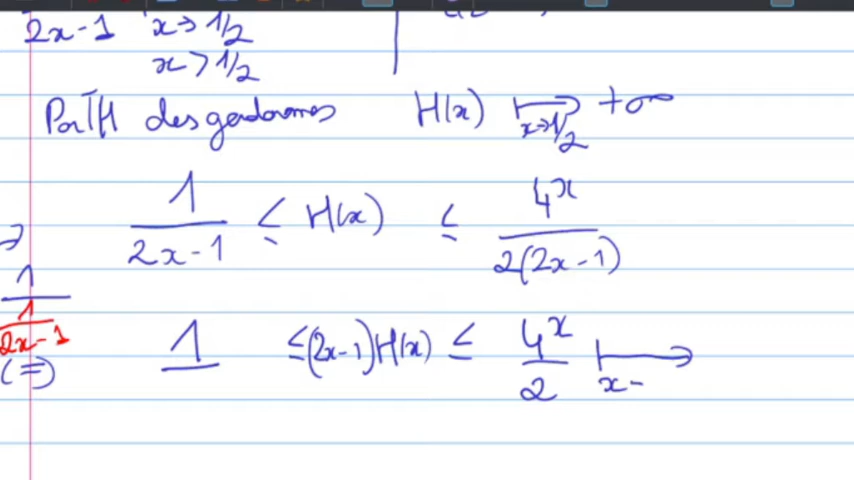 2x-1 x→1/2
x>1/2
Par TH des gendarmes H(x) ⟼ +∞
x→1/2
1/(2x-1) ≤ H(x) ≤ 4^x/(2(2x-1))
1
1/(2x-1)
(=)
1 ≤ (2x-1)H(x) ≤ 4^x/2 ⟼
x-